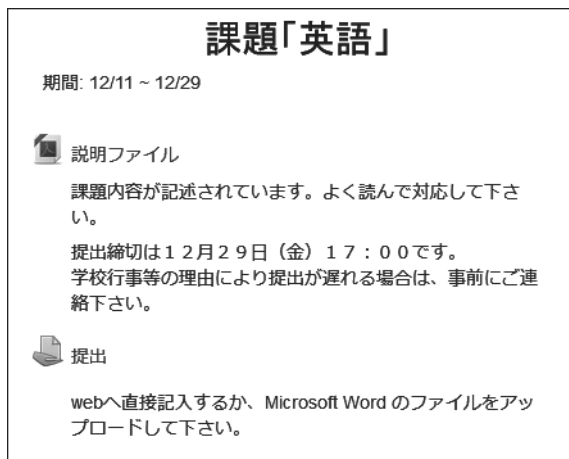 課題「英語」
期間: 12/11 ~ 12/29
説明ファイル
課題内容が記述されています。よく読んで対応して下さ
い。
提出締切は１２月２９日（金）１７：００です。
学校行事等の理由により提出が遅れる場合は、事前にご連
絡下さい。
提出
webへ直接記入するか、Microsoft Word のファイルをアッ
プロードして下さい。